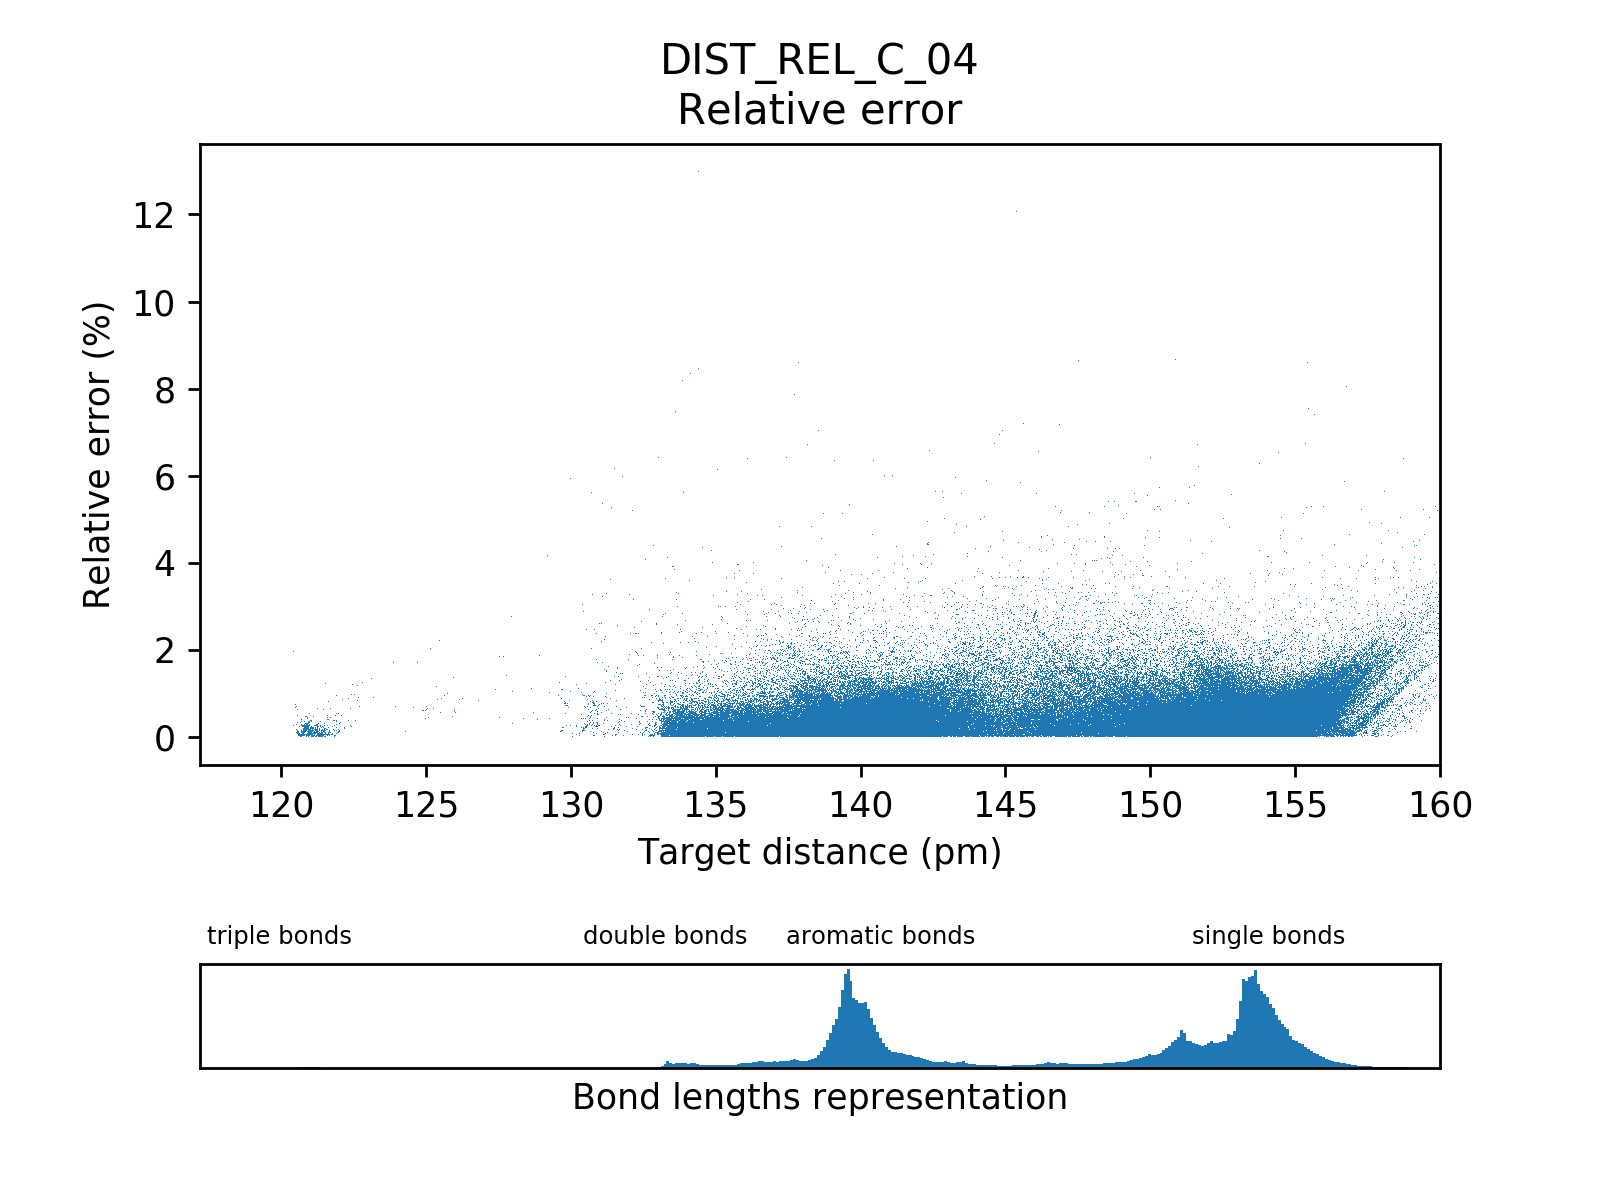 DIST_REL_C_04
Relative error
Relative error (%)
12
10
8
6
4
2
0
120 125 130 135 140 145 150 155 160
Target distance (pm)
triple bonds double bonds aromatic bonds single bonds
Bond lengths representation